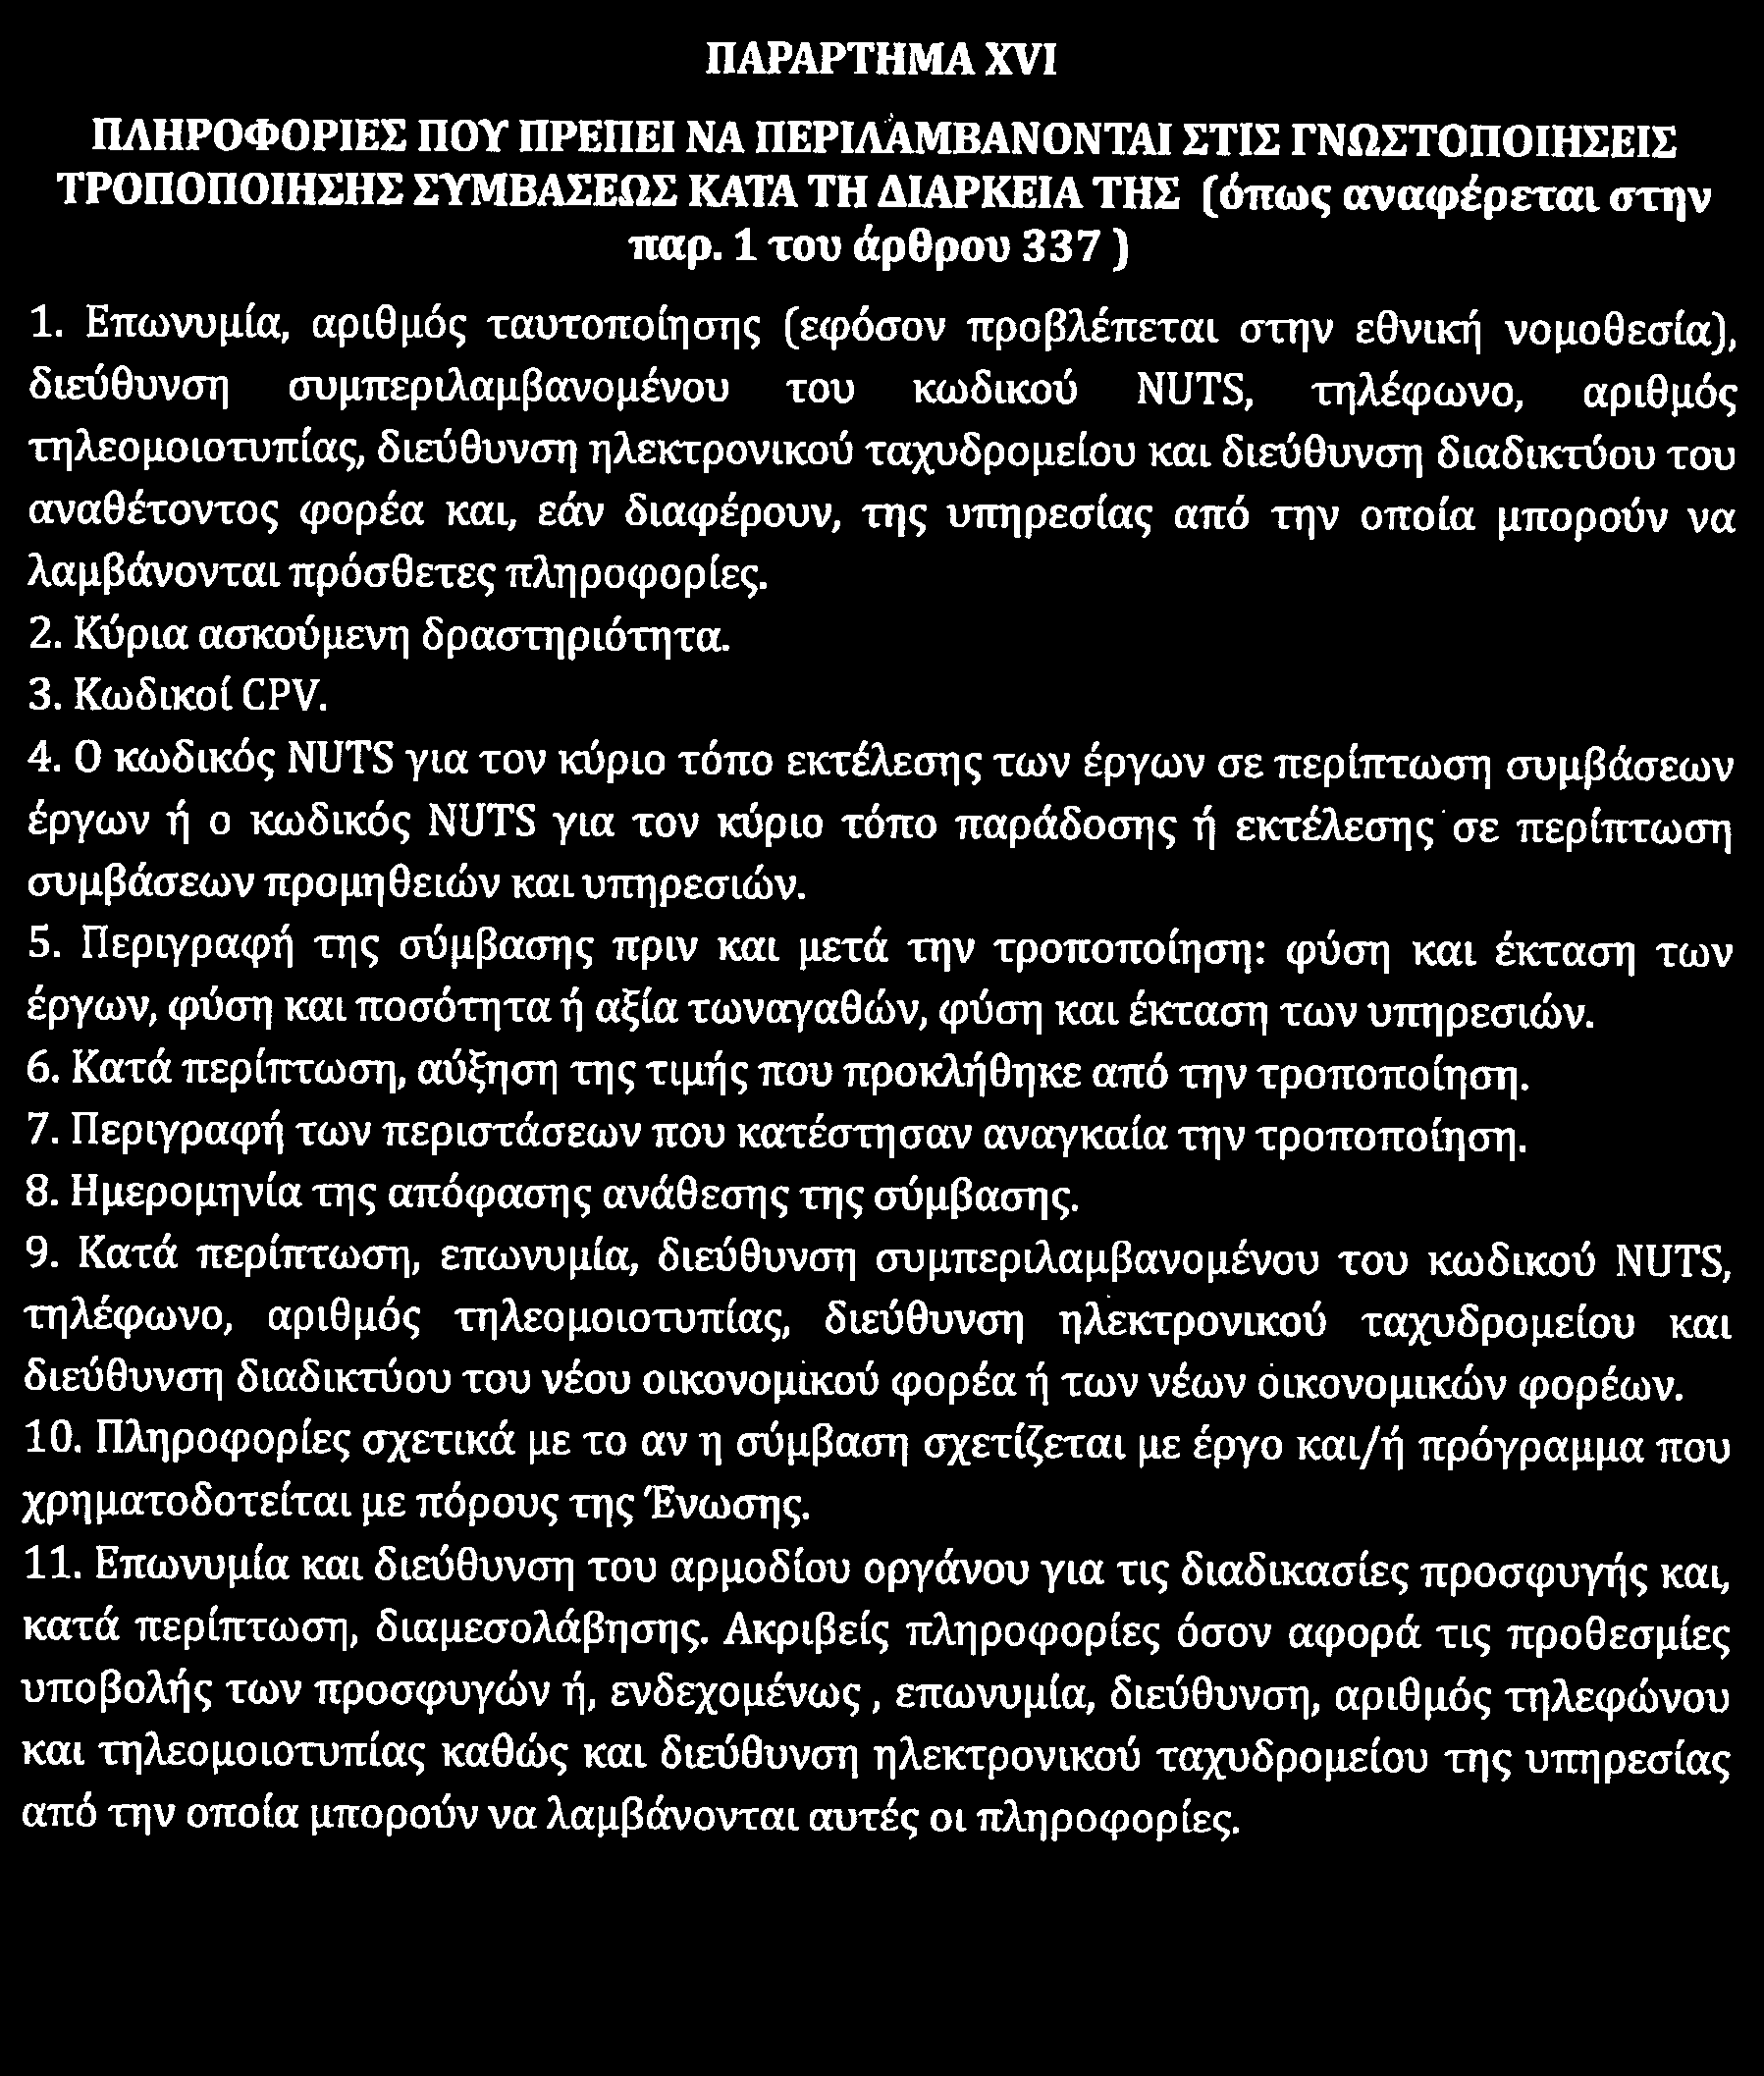 ΠΑΡΑΡΤΗΜΑ XVI
ΠΛΗΡΟΦΟΡΙΕΣ ΠΟΥ ΠΡΕΠΕΙ ΝΑ ΠΕΡΙΛΑΜΒΑΝΟΝΤΑΙ ΣΤΙΣ ΓΝΩΣΤΟΠΟΙΗΣΕΙΣ
ΤΡΟΠΟΠΟΙΗΣΗΣ ΣΥΜΒΑΣΕΩΣ ΚΑΤΑ ΤΗ ΔΙΑΡΚΕΙΑ ΤΗΣ (όπως αναφέρεται στην
παρ. 1 του άρθρου 337 )
1. Επωνυμία, αριθμός ταυτοποίησης (εφόσον προβλέπεται στην εθνική νομοθεσία),
διεύθυνση συμπεριλαμβανομένου του κωδικού NUTS, τηλέφωνο, αριθμός
τηλεομοιοτυπίας, διεύθυνση ηλεκτρονικού ταχυδρομείου και διεύθυνση διαδικτύου του
αναθέτοντος φορέα και, εάν διαφέρουν, της υπηρεσίας από την οποία μπορούν να
λαμβάνονται πρόσθετες πληροφορίες.
2. Κύρια ασκούμενη δραστηριότητα.
3. Κωδικοί CPV.
4. Ο κωδικός NUTS για τον κύριο τόπο εκτέλεσης των έργων σε περίπτωση συμβάσεων
έργων ή ο κωδικός NUTS για τον κύριο τόπο παράδοσης ή εκτέλεσης σε περίπτωση
συμβάσεων προμηθειών και υπηρεσιών.
5. Περιγραφή της σύμβασης πριν και μετά την τροποποίηση: φύση και έκταση των
έργων, φύση και ποσότητα ή αξία τωναγαθών, φύση και έκταση των υπηρεσιών.
6. Κατά περίπτωση, αύξηση της τιμής που προκλήθηκε από την τροποποίηση.
7. Περιγραφή των περιστάσεων που κατέστησαν αναγκαία την τροποποίηση.
8. Ημερομηνία της απόφασης ανάθεσης της σύμβασης.
9. Κατά περίπτωση, επωνυμία, διεύθυνση συμπεριλαμβανομένου του κωδικού NUTS,
τηλέφωνο, αριθμός τηλεομοιοτυπίας, διεύθυνση ηλεκτρονικού ταχυδρομείου και
διεύθυνση διαδικτύου του νέου οικονομικού φορέα ή των νέων οικονομικών φορέων.
10. Πληροφορίες σχετικά με το αν η σύμβαση σχετίζεται με έργο και/ή πρόγραμμα που
χρηματοδοτείται με πόρους της Ένωσης.
11. Επωνυμία και διεύθυνση του αρμοδίου οργάνου για τις διαδικασίες προσφυγής και,
κατά περίπτωση, διαμεσολάβησης. Ακριβείς πληροφορίες όσον αφορά τις προθεσμίες
υποβολής των προσφυγών ή, ενδεχομένως , επωνυμία, διεύθυνση, αριθμός τηλεφώνου
και τηλεομοιοτυπίας καθώς και διεύθυνση ηλεκτρονικού ταχυδρομείου της υπηρεσίας
από την οποία μπορούν να λαμβάνονται αυτές οι πληροφορίες.